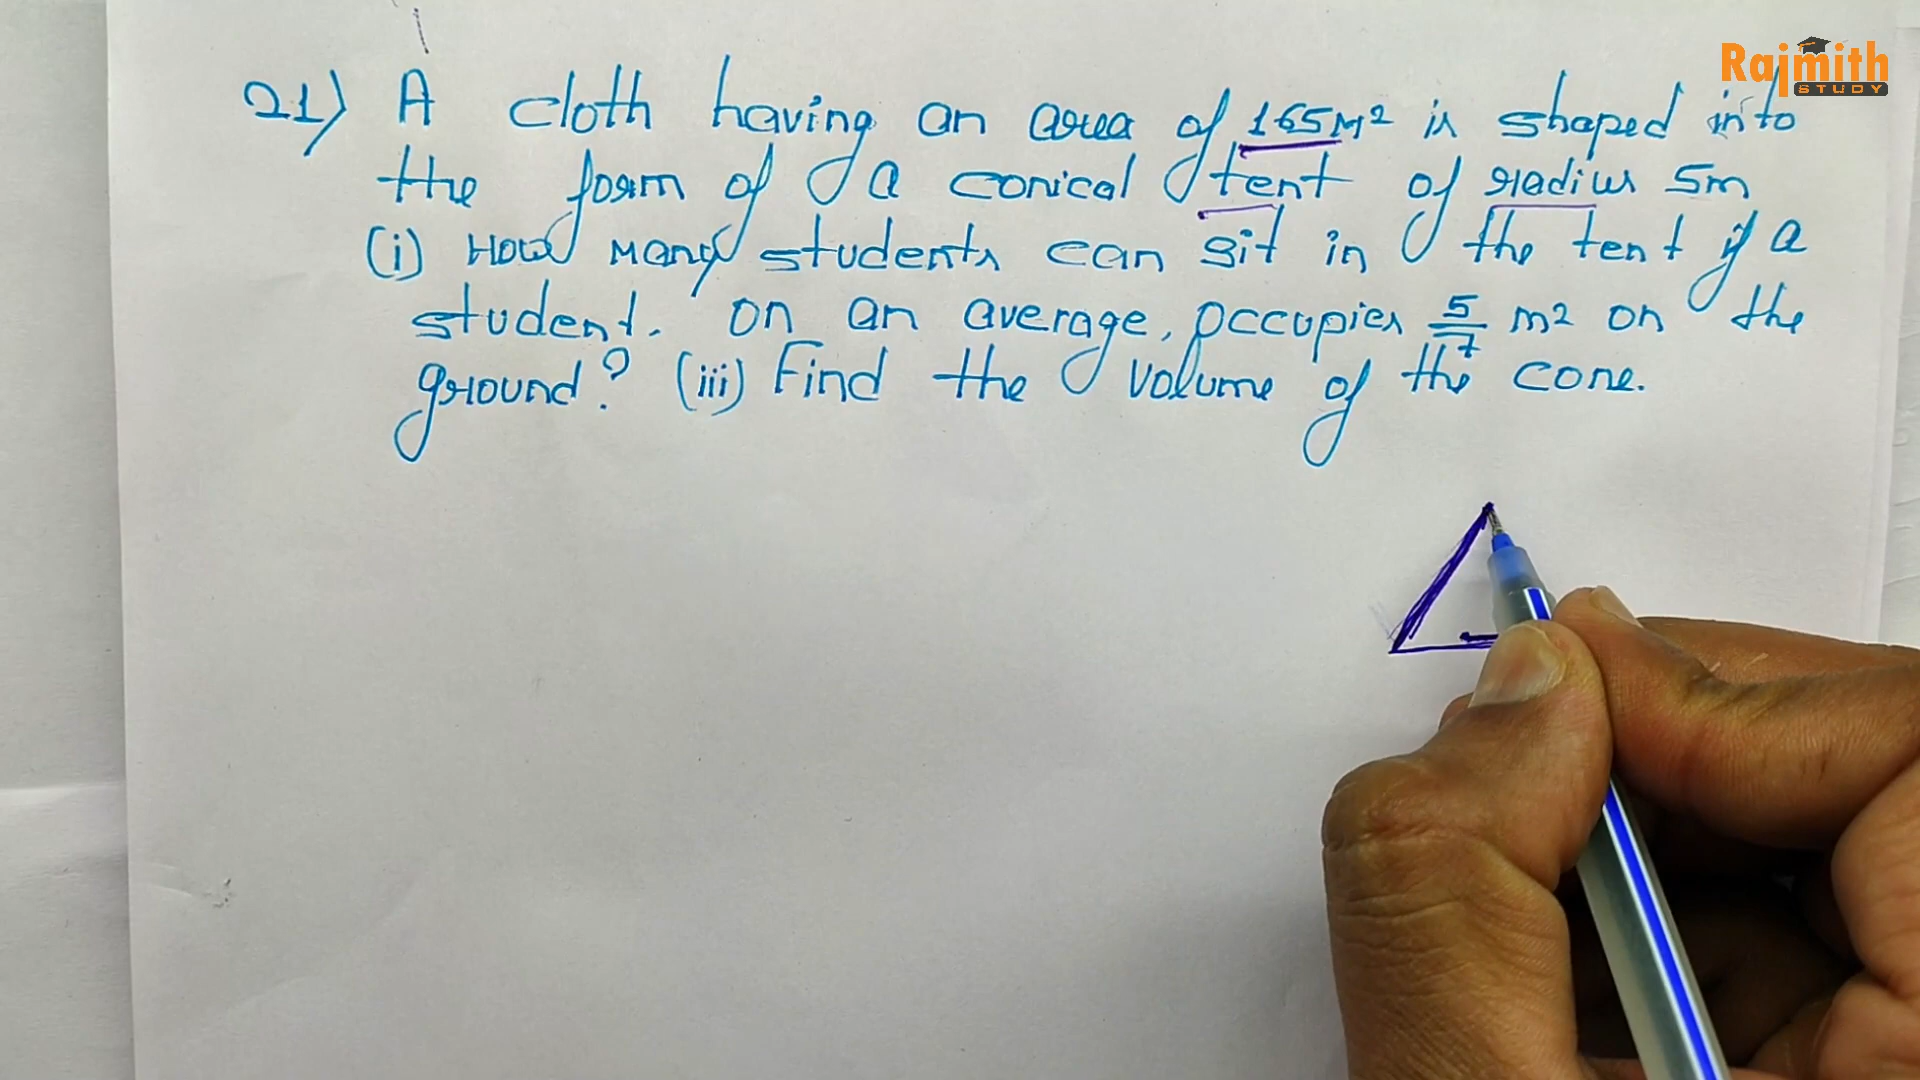 Rajmith
STUDY
21) A cloth having an area of 165M² is shaped into
the form of a conical tent of radius 5m
(i) How many students can sit in the tent if a
student. on an average, occupies 5/7 m² on the
ground? (iii) Find the volume of the cone.